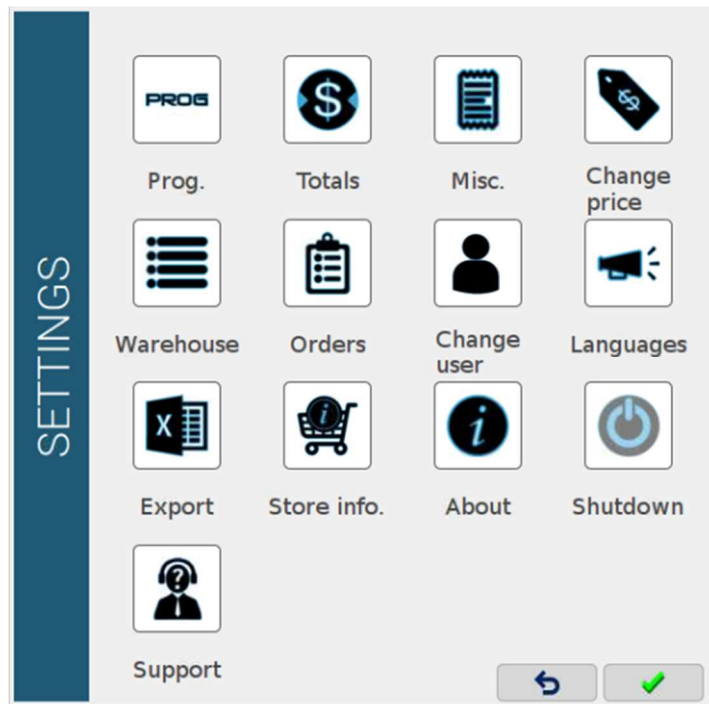 SETTINGS
PROG
Prog.
Totals
Misc.
Change
price
Warehouse
Orders
Change
user
Languages
X
Export
Store info.
About
Shutdown
Support